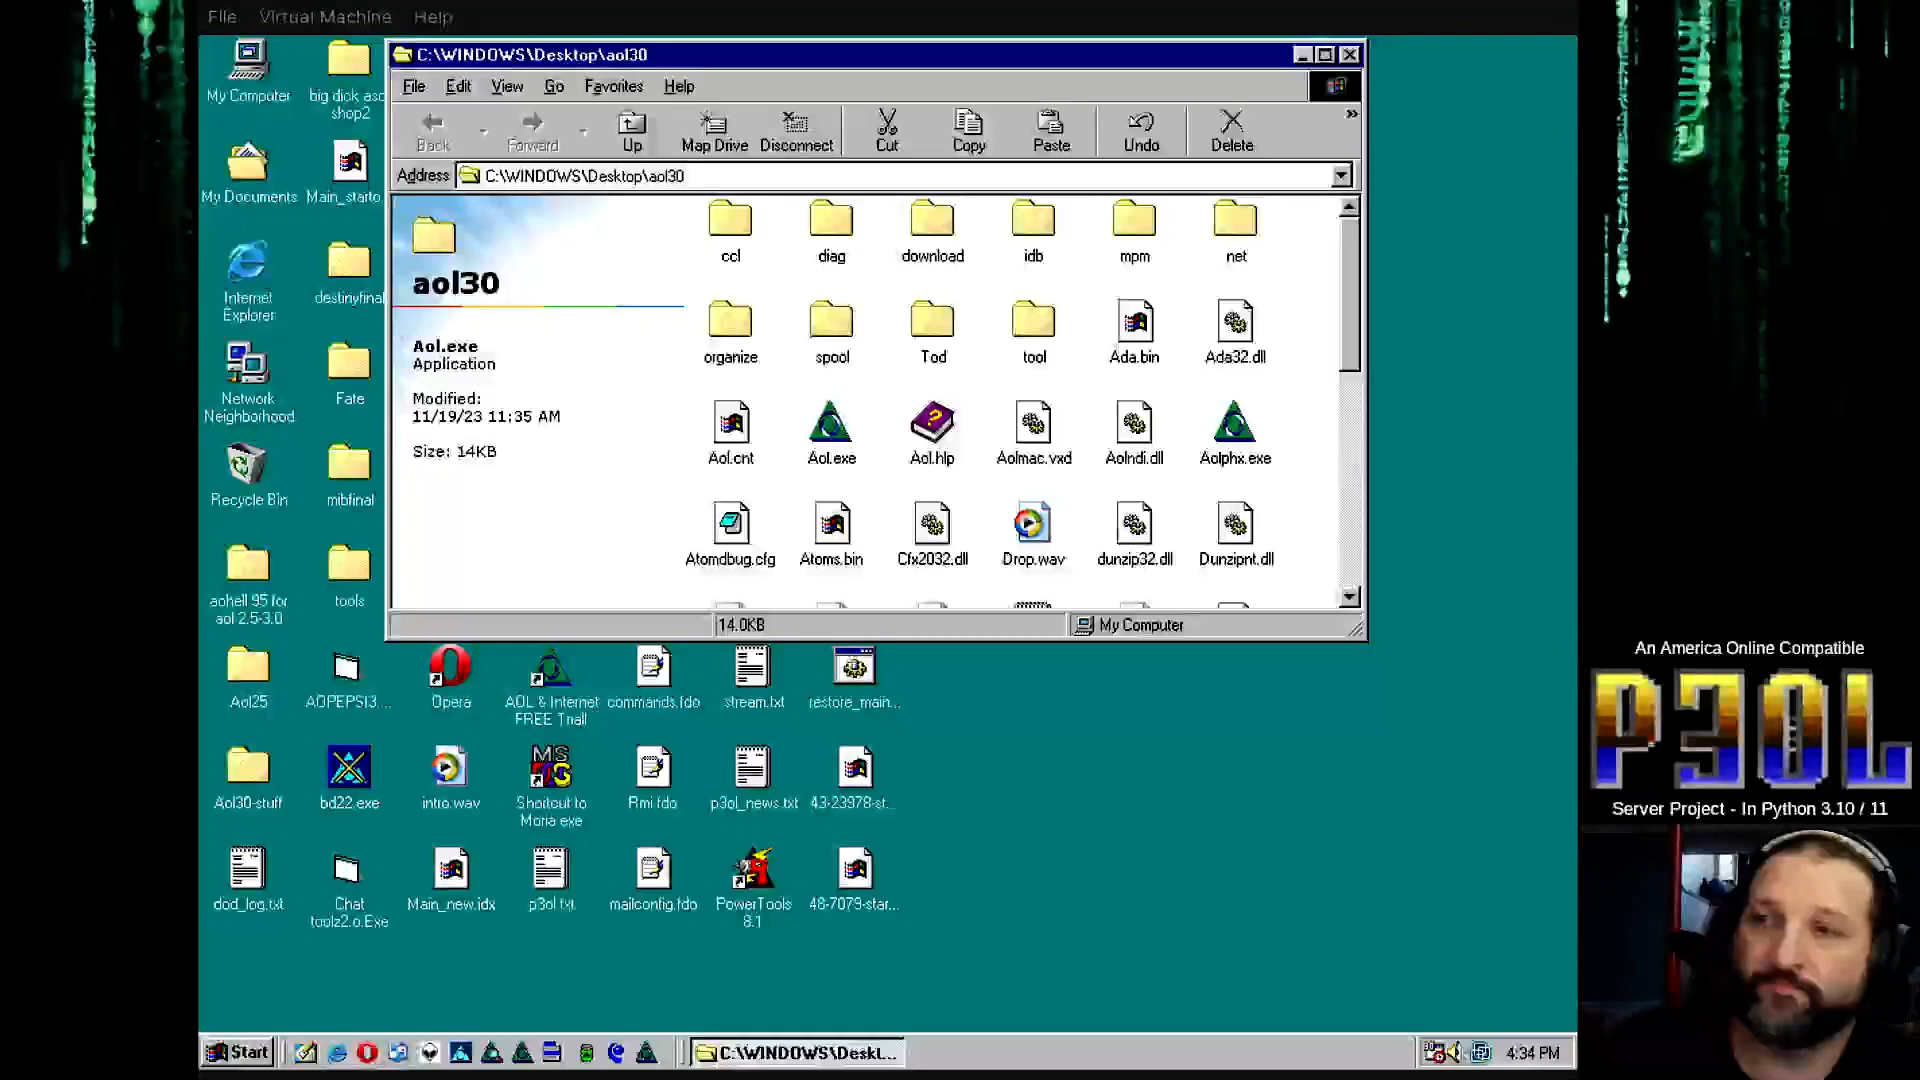 File Virtual Machine Help
C:\WINDOWS\Desktop\aol30
File Edit View Go Favorites Help
Back Forward Up Map Drive Disconnect Cut Copy Paste Undo Delete »
Address C:\WINDOWS\Desktop\aol30
aol30
Aol.exe
Application
Modified:
11/19/23 11:35 AM
Size: 14KB
ccl diag download idb mpm net
organize spool Tod tool Ada.bin Ada32.dll
Aol.cnt Aol.exe Aol.hlp Aolmac.vxd Aolndi.dll Aolphx.exe
Atomdbug.cfg Atoms.bin Cfx2032.dll Drop.wav dunzip32.dll Dunzipnt.dll
14.0KB My Computer
My Computer
big dick asc
shop2
My Documents
Main_starto
Internet
Explorer
destinyfinal
Network
Neighborhood
Fate
Recycle Bin
mibfinal
aohell 95 for
aol 2.5-3.0
tools
Aol25
AOPEPSI3...
Opera
AOL & Internet
FREE Trial!
commands.fdo
stream.txt
restore_main...
Aol30-stuff
bd22.exe
intro.wav
Shortcut to
Moria.exe
Rmi.fdo
p3ol_news.txt
43-23978-st...
dod_log.txt
Chat
toolz2.o.Exe
Main_new.idx
p3ol.txt
mailconfig.fdo
PowerTools
8.1
48-7079-star...
Start
C:\WINDOWS\Deskt...
4:34 PM
An America Online Compatible
P3OL
Server Project - In Python 3.10 / 11